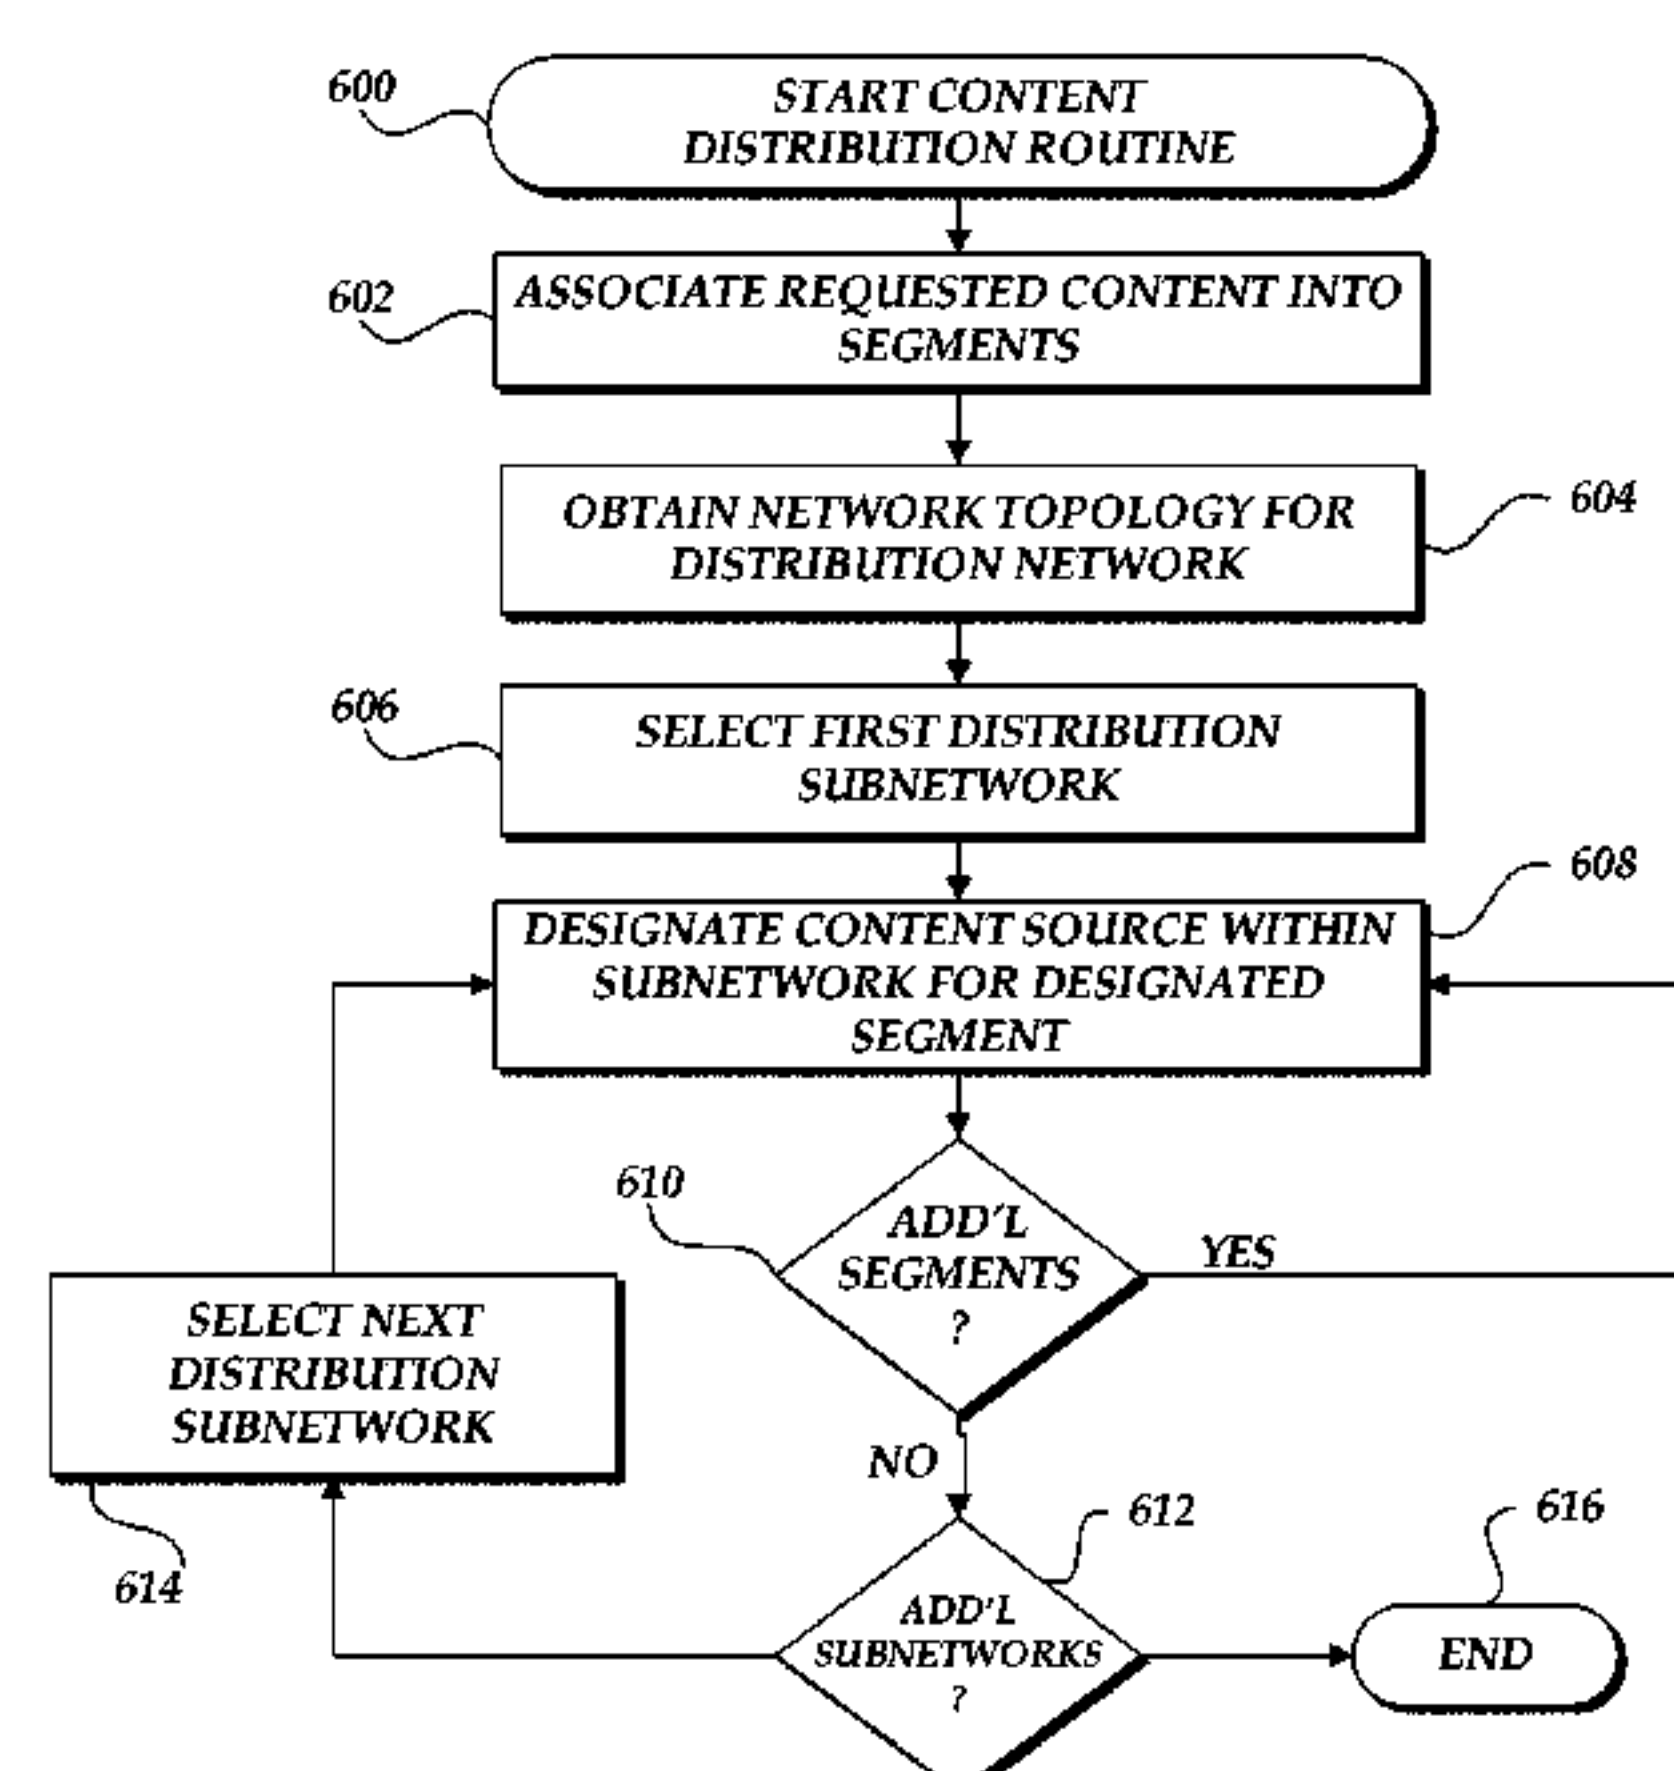 600
START CONTENT
DISTRIBUTION ROUTINE
602
ASSOCIATE REQUESTED CONTENT INTO
SEGMENTS
OBTAIN NETWORK TOPOLOGY FOR
DISTRIBUTION NETWORK
604
606
SELECT FIRST DISTRIBUTION
SUBNETWORK
608
DESIGNATE CONTENT SOURCE WITHIN
SUBNETWORK FOR DESIGNATED
SEGMENT
610
ADD'L
SEGMENTS
?
YES
SELECT NEXT
DISTRIBUTION
SUBNETWORK
614
NO
612
ADD'L
SUBNETWORKS
?
616
END